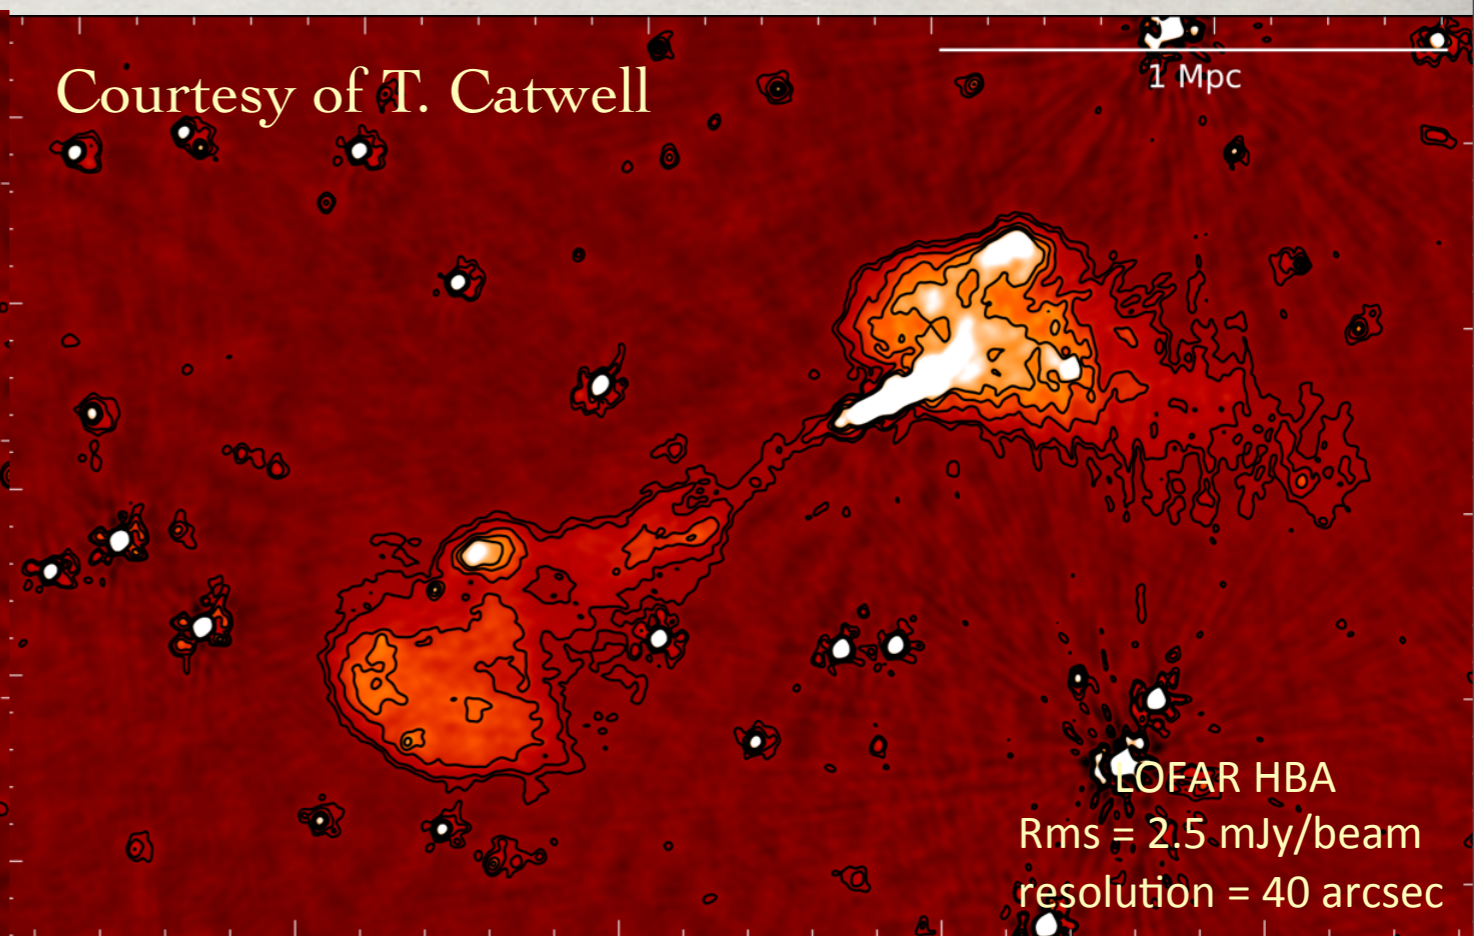 Courtesy of T. Catwell
1 Mpc
LOFAR HBA
Rms = 2.5 mJy/beam
resolution = 40 arcsec